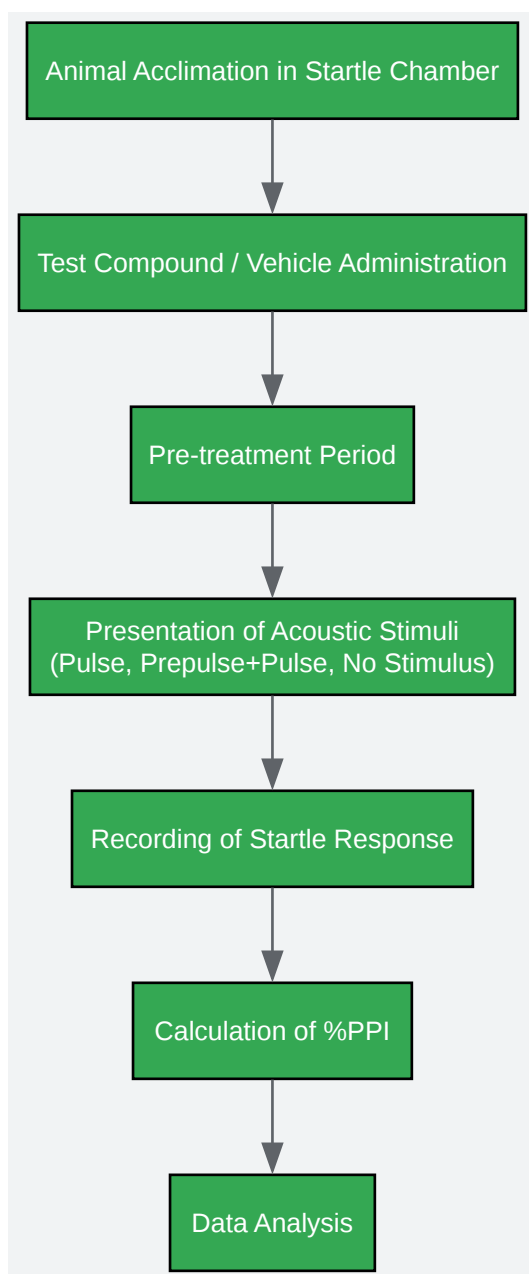 Animal Acclimation in Startle Chamber
Test Compound / Vehicle Administration
Pre-treatment Period
Presentation of Acoustic Stimuli
(Pulse, Prepulse+Pulse, No Stimulus)
Recording of Startle Response
Calculation of %PPI
Data Analysis